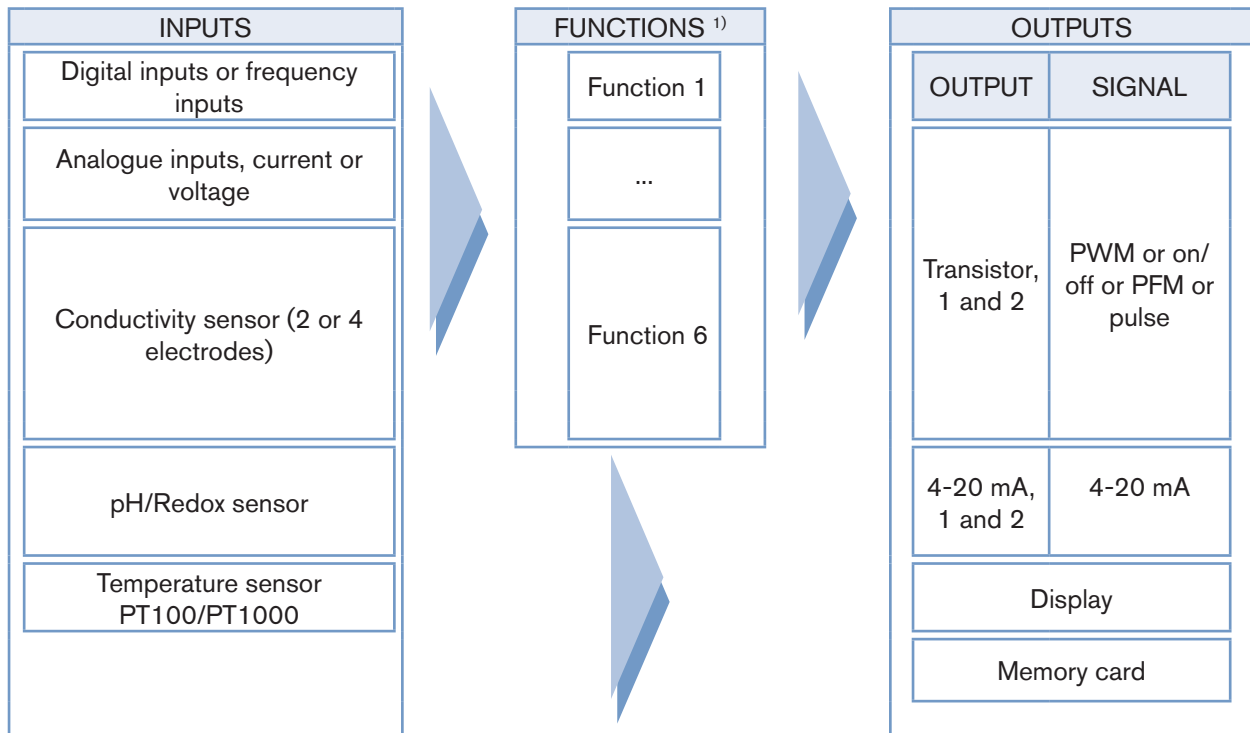 INPUTS
Digital inputs or frequency
inputs
Analogue inputs, current or
voltage
Conductivity sensor (2 or 4
electrodes)
pH/Redox sensor
Temperature sensor
PT100/PT1000
FUNCTIONS 1)
Function 1
...
Function 6
OUTPUTS
OUTPUT
SIGNAL
Transistor,
1 and 2
PWM or on/
off or PFM or
pulse
4-20 mA,
1 and 2
4-20 mA
Display
Memory card